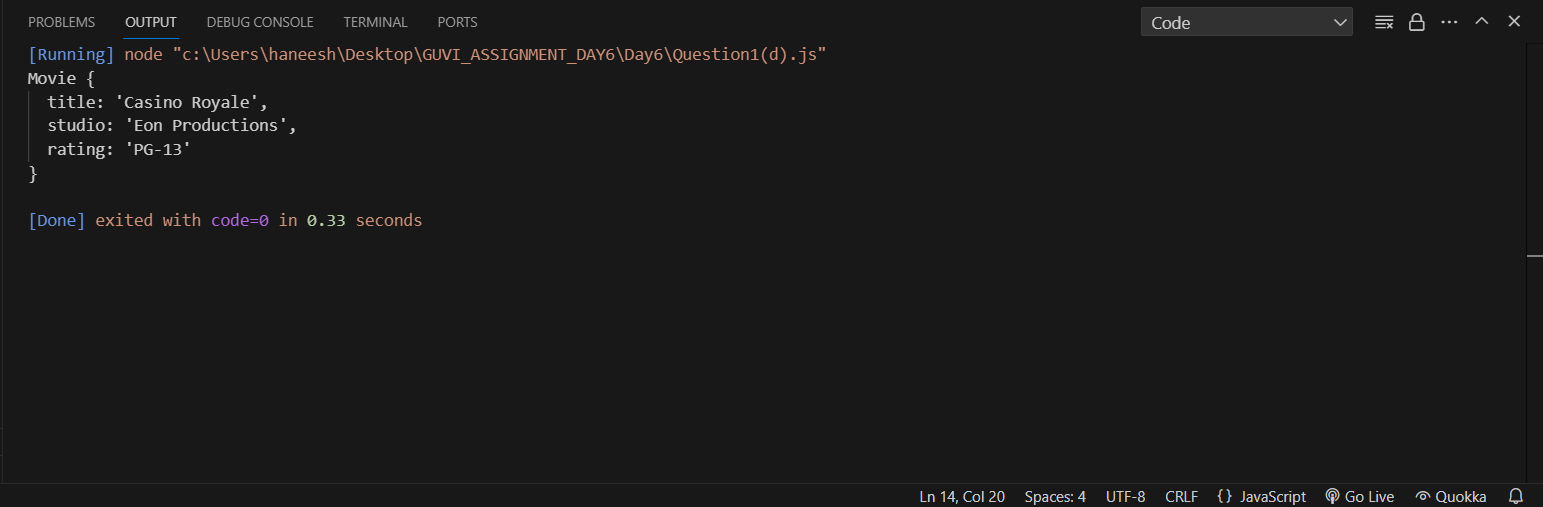 PROBLEMS OUTPUT DEBUG CONSOLE TERMINAL PORTS Code
[Running] node "c:\Users\haneesh\Desktop\GUVI_ASSIGNMENT_DAY6\Day6\Question1(d).js"
Movie {
  title: 'Casino Royale',
  studio: 'Eon Productions',
  rating: 'PG-13'
}
[Done] exited with code=0 in 0.33 seconds
Ln 14, Col 20 Spaces: 4 UTF-8 CRLF {} JavaScript Go Live Quokka